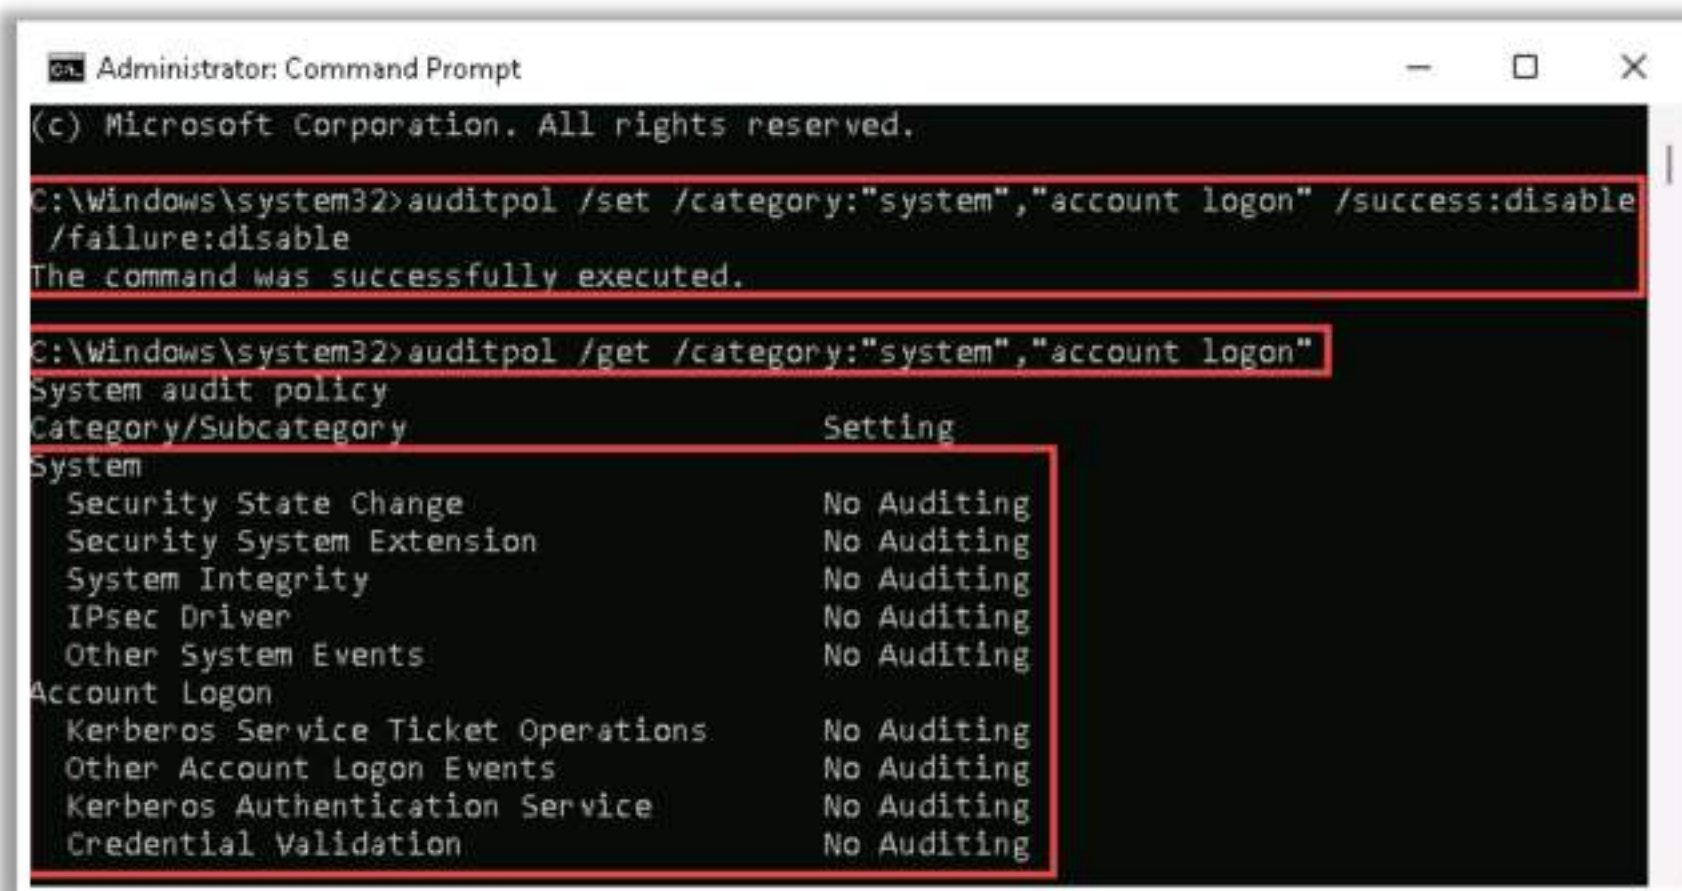 Administrator: Command Prompt
(c) Microsoft Corporation. All rights reserved.
C:\Windows\system32>auditpol /set /category:"system","account logon" /success:disable
/failure:disable
The command was successfully executed.
C:\Windows\system32>auditpol /get /category:"system","account logon"
System audit policy
Category/Subcategory Setting
System
Security State Change No Auditing
Security System Extension No Auditing
System Integrity No Auditing
IPsec Driver No Auditing
Other System Events No Auditing
Account Logon
Kerberos Service Ticket Operations No Auditing
Other Account Logon Events No Auditing
Kerberos Authentication Service No Auditing
Credential Validation No Auditing